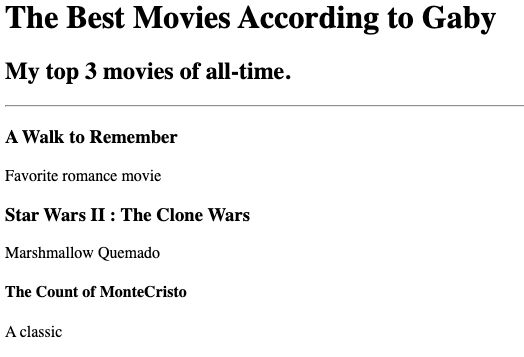 The Best Movies According to Gaby
My top 3 movies of all-time.
A Walk to Remember
Favorite romance movie
Star Wars II : The Clone Wars
Marshmallow Quemado
The Count of MonteCristo
A classic